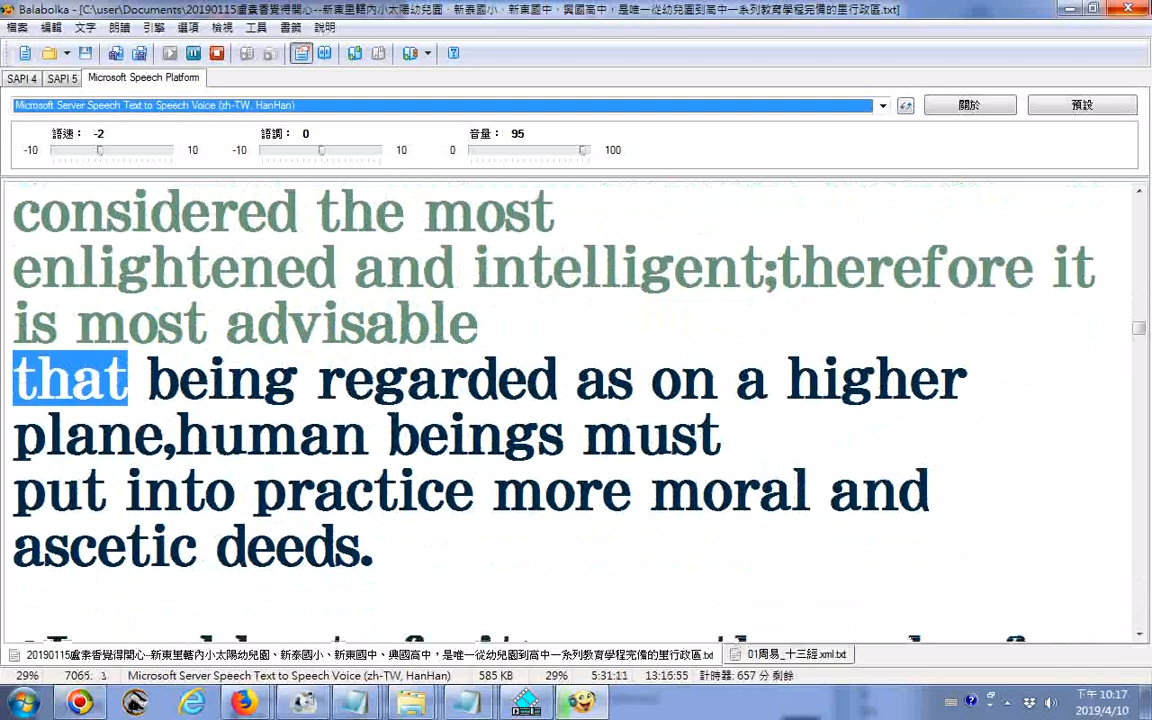 Balabolka - [C:\user\Documents\20190115盧素香覺得開心--新東里轄內小太陽幼兒園、新泰國小、新東國中、興國高中，是唯一從幼兒園到高中一系列教育學程完備的里行政區.txt]
檔案 編輯 文字 朗讀 引擎 選項 檢視 工具 書籤 說明
SAPI 4 SAPI 5 Microsoft Speech Platform
Microsoft Server Speech Text to Speech Voice (zh-TW, HanHan) 關於 預設
語速： -2 語調： 0 音量： 95
-10 10 -10 10 0 100
considered the most
enlightened and intelligent;therefore it
is most advisable
that being regarded as on a higher
plane,human beings must
put into practice more moral and
ascetic deeds.
20190115盧素香覺得開心--新東里轄內小太陽幼兒園、新泰國小、新東國中、興國高中，是唯一從幼兒園到高中一系列教育學程完備的里行政區.txt 01周易_十三經.xml.txt
29% Microsoft Server Speech Text to Speech Voice (zh-TW, HanHan) 585 KB 29% 5:31:11 13:16:55 計時器: 657 分 剩餘
下午 10:17
2019/4/10